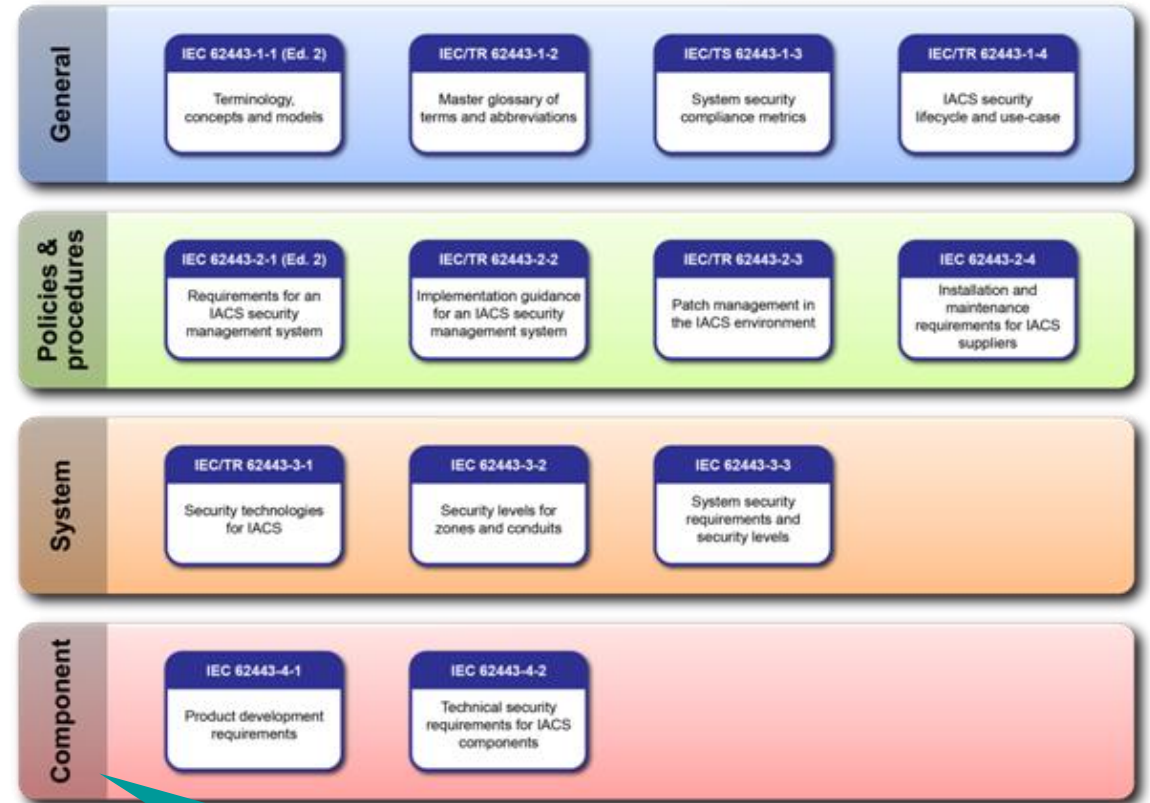 General
IEC 62443-1-1 (Ed. 2)
Terminology,
concepts and models
IEC/TR 62443-1-2
Master glossary of
terms and abbreviations
IEC/TS 62443-1-3
System security
compliance metrics
IEC/TR 62443-1-4
IACS security
lifecycle and use-case
Policies &
procedures
IEC 62443-2-1 (Ed. 2)
Requirements for an
IACS security
management system
IEC/TR 62443-2-2
Implementation guidance
for an IACS security
management system
IEC/TR 62443-2-3
Patch management in
the IACS environment
IEC 62443-2-4
Installation and
maintenance
requirements for IACS
suppliers
System
IEC/TR 62443-3-1
Security technologies
for IACS
IEC 62443-3-2
Security levels for
zones and conduits
IEC 62443-3-3
System security
requirements and
security levels
Component
IEC 62443-4-1
Product development
requirements
IEC 62443-4-2
Technical security
requirements for IACS
components